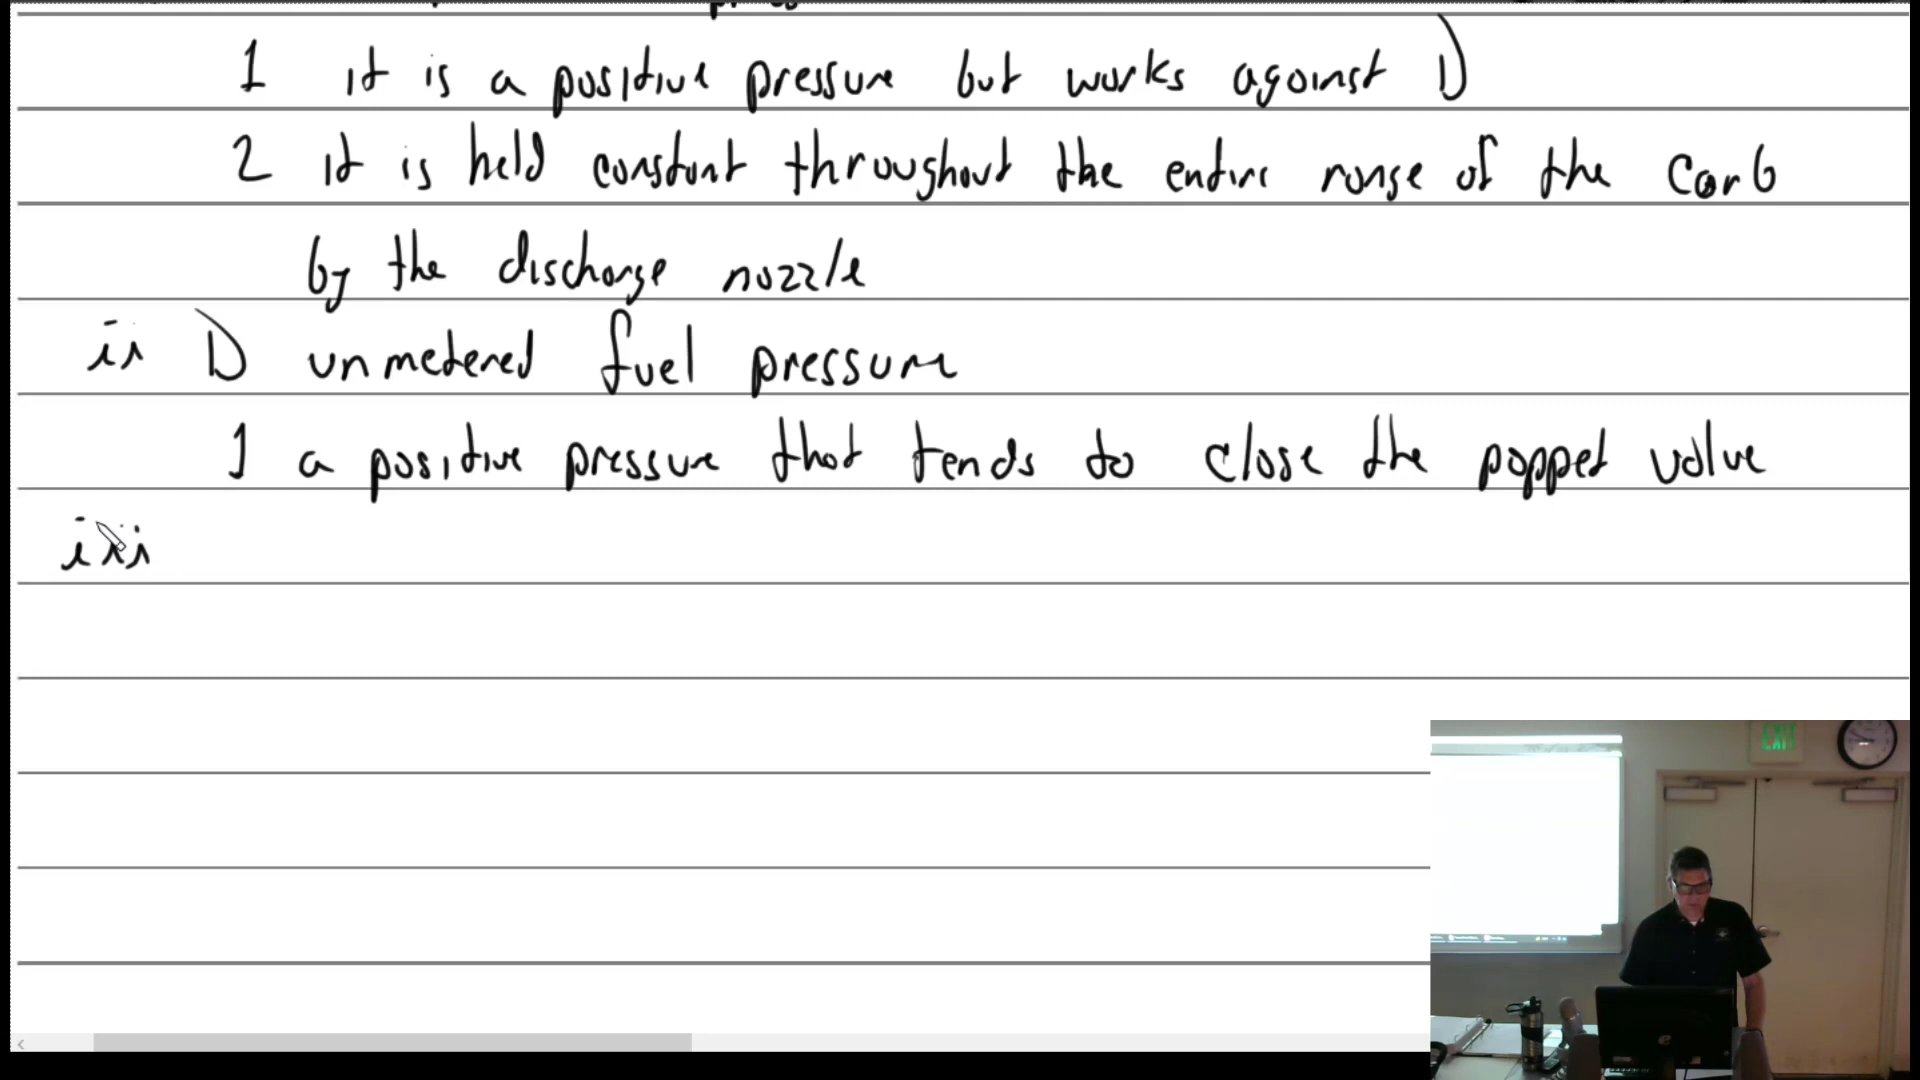 1 it is a positive pressure but works against D
2 it is held constant throughout the entire range of the carb
by the discharge nozzle
ii D unmetered fuel pressure
1 a positive pressure that tends to close the poppet valve
iii
EXIT